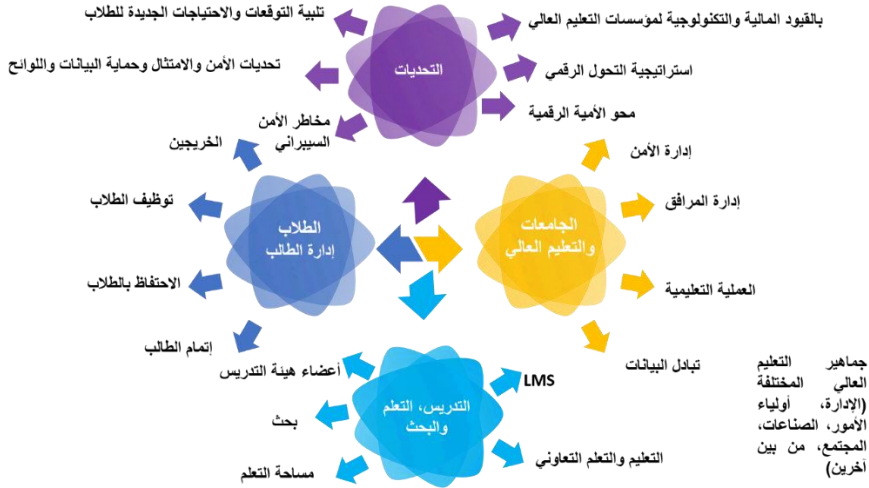 تلبية التوقعات والاحتياجات الجديدة للطلاب
بالقيود المالية والتكنولوجية لمؤسسات التعليم العالي
التحديات
تحديات الأمن والامتثال وحماية البيانات واللوائح
استراتيجية التحول الرقمي
مخاطر الأمن
السيبراني
محو الأمية الرقمية
الخريجين
توظيف الطلاب
الاحتفاظ بالطلاب
إتمام الطالب
الطلاب
إدارة الطالب
إدارة الأمن
إدارة المرافق
العملية التعليمية
تبادل البيانات
الجامعات
والتعليم العالي
أعضاء هيئة التدريس
بحث
مساحة التعلم
التدريس، التعلم
والبحث
LMS
التعليم والتعلم التعاوني
جماهير التعليم
العالي المختلفة
(الإدارة، أولياء
الأمور، الصناعات،
المجتمع، من بين
آخرين)